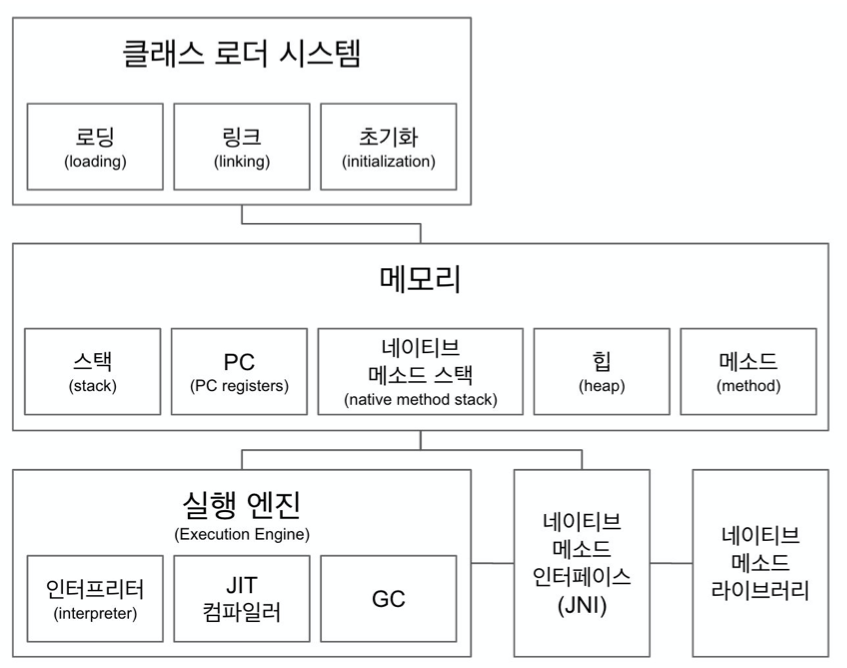 클래스 로더 시스템
로딩
(loading)
링크
(linking)
초기화
(initialization)
메모리
스택
(stack)
PC
(PC registers)
네이티브
메소드 스택
(native method stack)
힙
(heap)
메소드
(method)
실행 엔진
(Execution Engine)
인터프리터
(interpreter)
JIT
컴파일러
GC
네이티브
메소드
인터페이스
(JNI)
네이티브
메소드
라이브러리